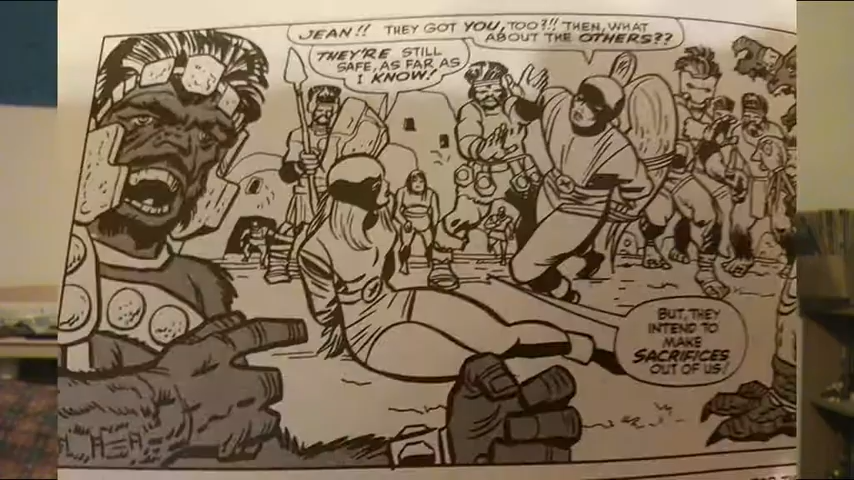 JEAN!! THEY GOT YOU, TOO?!! THEN, WHAT
ABOUT THE OTHERS??
THEY'RE STILL
SAFE, AS FAR AS
I KNOW!
BUT, THEY
INTEND TO
MAKE
SACRIFICES
OUT OF US!